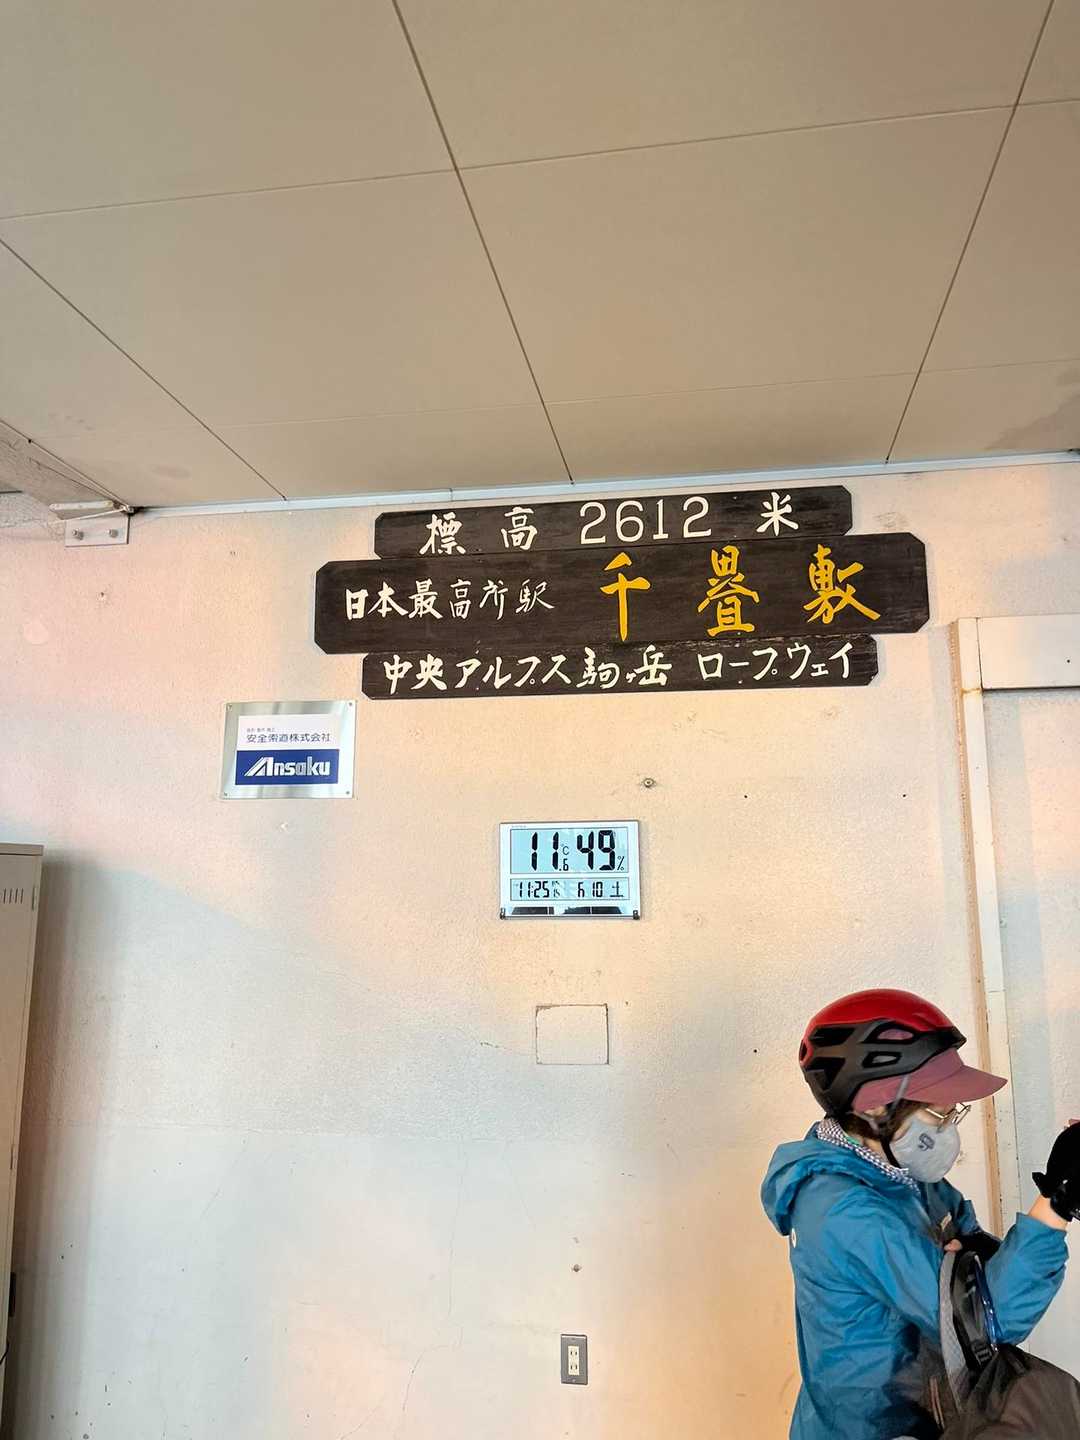 標高 2612 米
日本最高所駅 千畳敷
中央アルプス駒ヶ岳 ロープウェイ
安全索道株式会社
Ansaku
11.6 ℃ 49 %
11:25 6 10 土